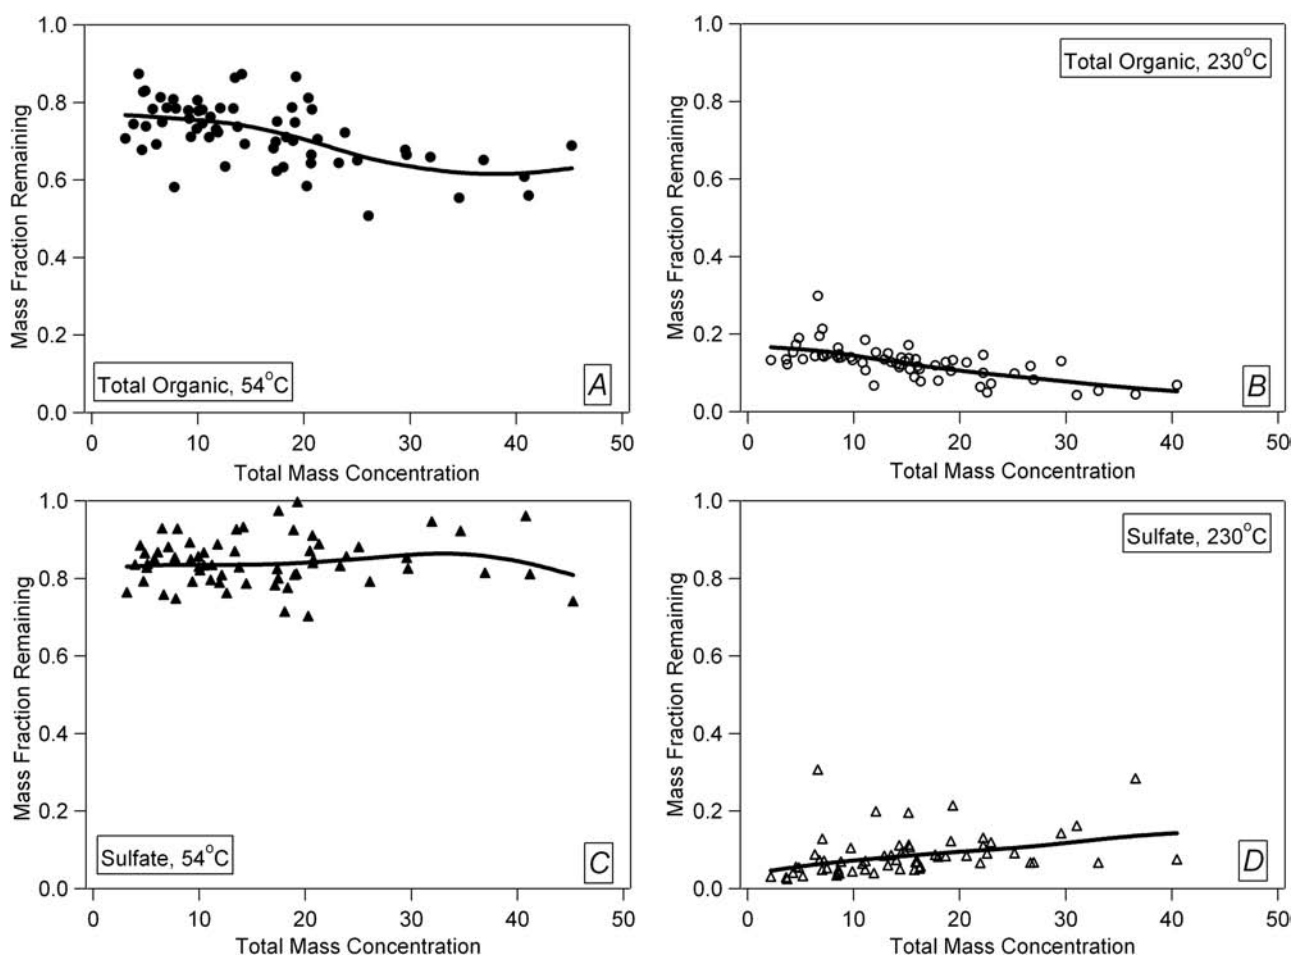 1.0
0.8
0.6
0.4
0.2
0.0
Mass Fraction Remaining
Total Organic, 54°C
A
0 10 20 30 40 50
Total Mass Concentration
1.0
0.8
0.6
0.4
0.2
0.0
Mass Fraction Remaining
Total Organic, 230°C
B
0 10 20 30 40 50
Total Mass Concentration
1.0
0.8
0.6
0.4
0.2
0.0
Mass Fraction Remaining
Sulfate, 54°C
C
0 10 20 30 40 50
Total Mass Concentration
1.0
0.8
0.6
0.4
0.2
0.0
Mass Fraction Remaining
Sulfate, 230°C
D
0 10 20 30 40 50
Total Mass Concentration